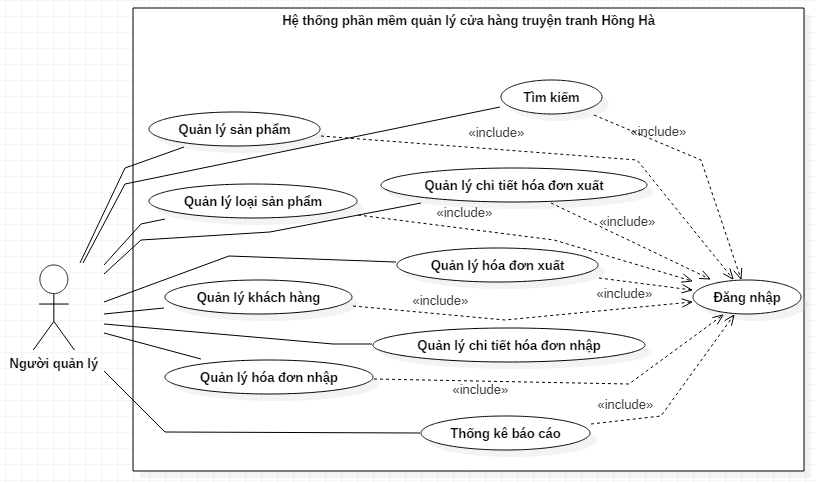 Hệ thống phần mềm quản lý cửa hàng truyện tranh Hồng Hà
Tìm kiếm
Quản lý sản phẩm
«include»
«include»
Quản lý chi tiết hóa đơn xuất
Quản lý loại sản phẩm
«include»
«include»
Quản lý hóa đơn xuất
Quản lý khách hàng
«include»
«include»
Đăng nhập
Quản lý chi tiết hóa đơn nhập
Người quản lý
Quản lý hóa đơn nhập
«include»
«include»
Thống kê báo cáo